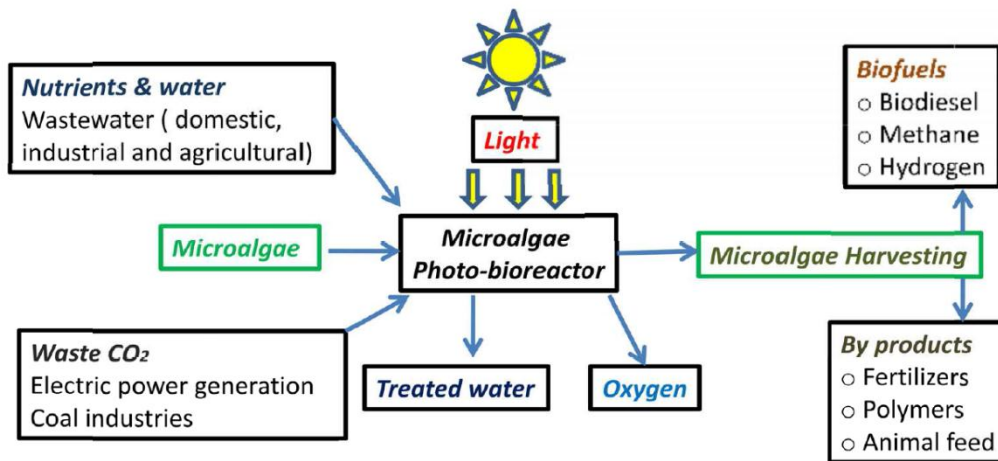 Nutrients & water
Wastewater ( domestic,
industrial and agricultural)
Light
Biofuels
○ Biodiesel
○ Methane
○ Hydrogen
Microalgae
Microalgae
Photo-bioreactor
Microalgae Harvesting
Waste CO₂
Electric power generation
Coal industries
Treated water
Oxygen
By products
○ Fertilizers
○ Polymers
○ Animal feed